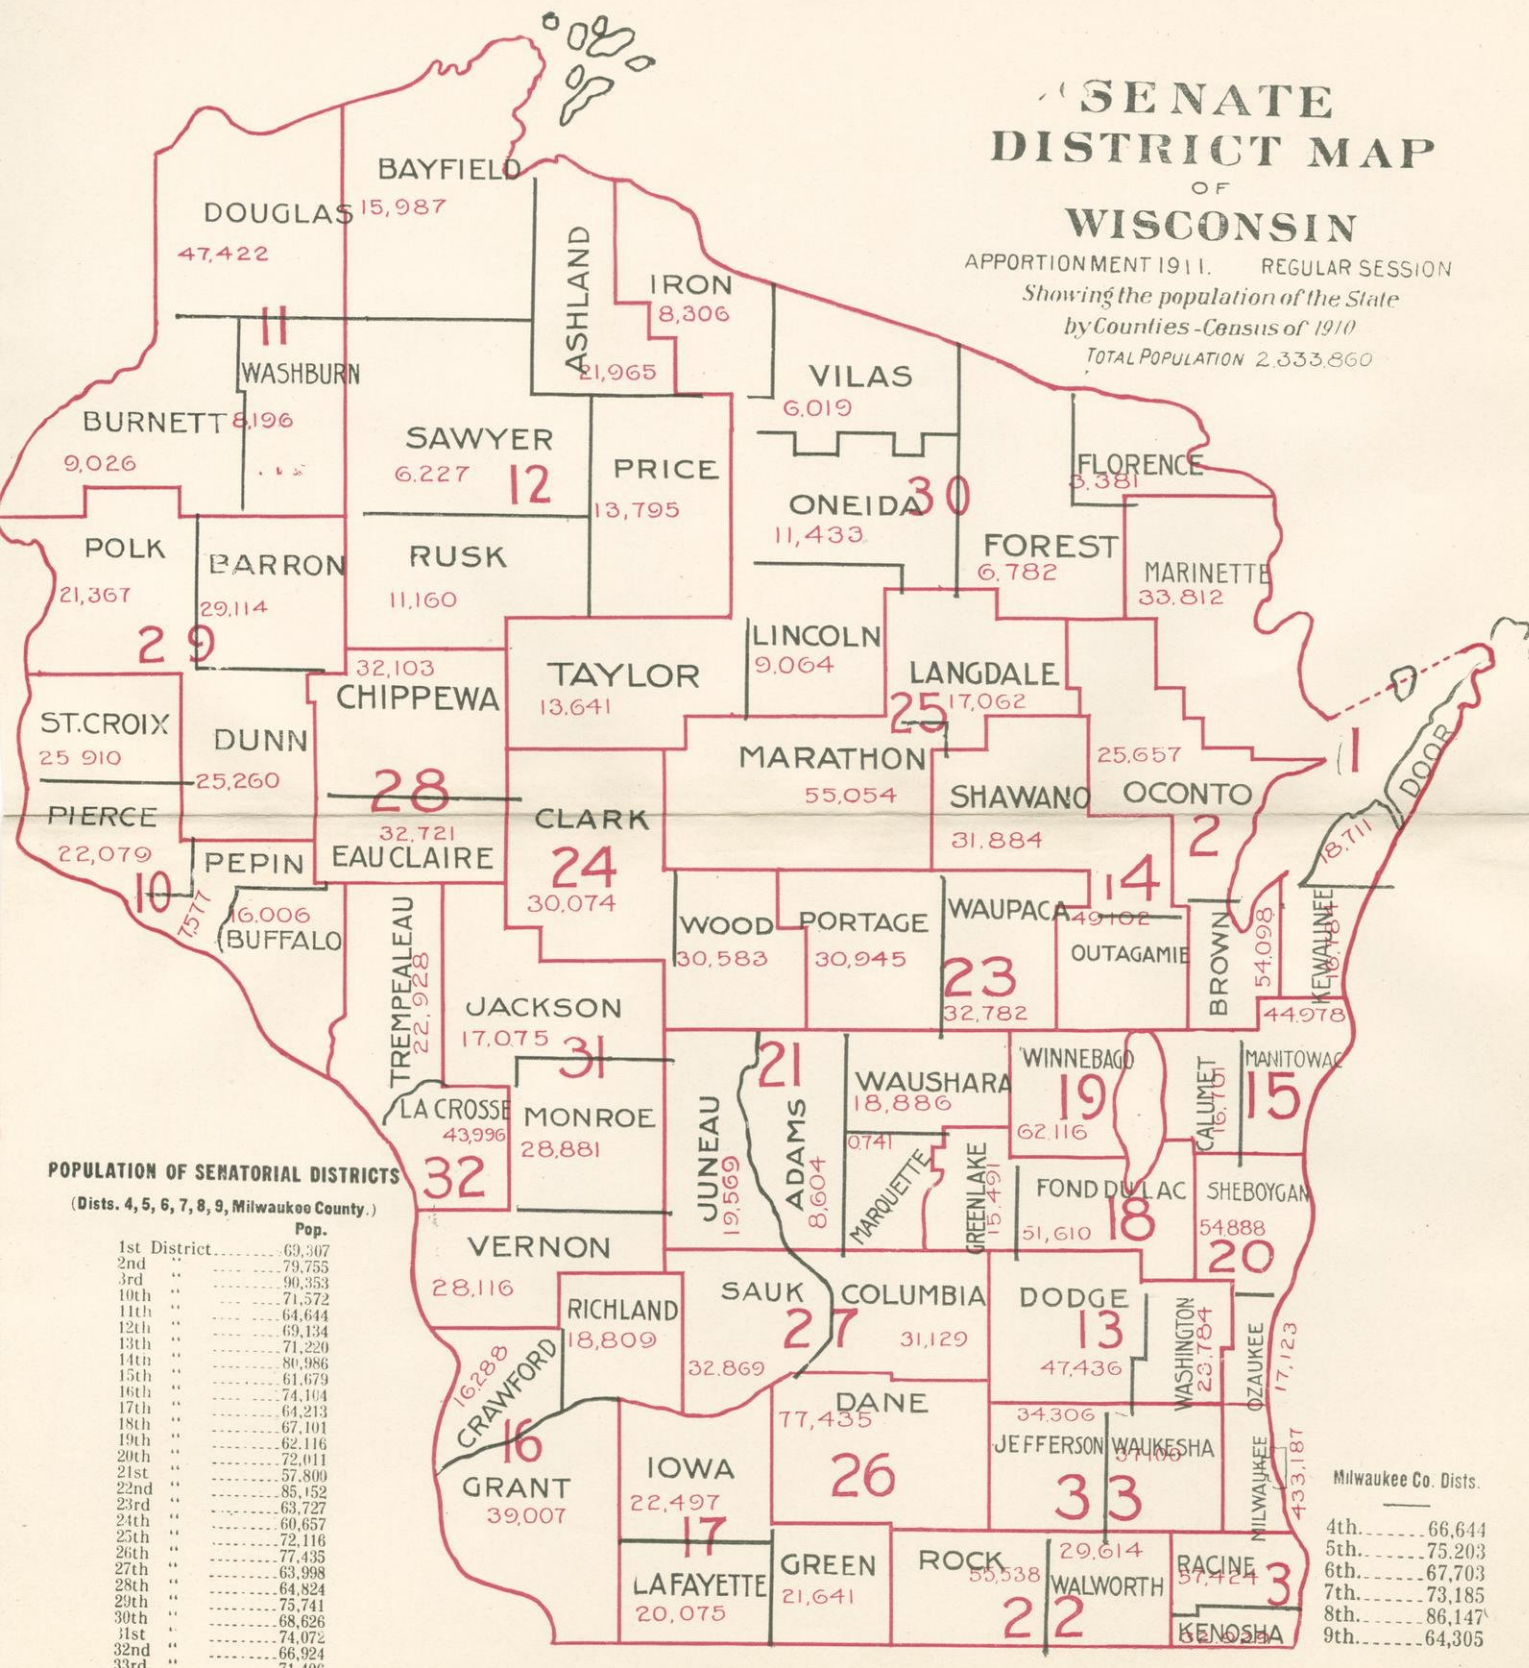 SENATE
DISTRICT MAP
OF
WISCONSIN
APPORTIONMENT 1911. REGULAR SESSION
Showing the population of the State
by Counties - Census of 1910
TOTAL POPULATION 2,333,860
BAYFIELD
15,987
DOUGLAS
47,422
11
ASHLAND
21,965
IRON
8,306
WASHBURN
8,196
BURNETT
9,026
VILAS
6,019
SAWYER
6,227
12
PRICE
13,795
ONEIDA
11,433
30
FLORENCE
3,381
FOREST
6,782
MARINETTE
33,812
POLK
21,367
BARRON
29,114
29
RUSK
11,160
LINCOLN
9,064
TAYLOR
13,641
32,103
CHIPPEWA
LANGDALE
17,062
25
ST. CROIX
25 910
DUNN
25,260
MARATHON
55,054
25,657
OCONTO
2
1
DOOR
18,711
28
32,721
EAU CLAIRE
CLARK
24
30,074
SHAWANO
31,884
14
PIERCE
22,079
10
PEPIN
7,577
16,006
BUFFALO
TREMPEALEAU
22,928
WOOD
30,583
PORTAGE
30,945
WAUPACA
23
32,782
49102
OUTAGAMIE
BROWN
54,098
KEWAUNEE
44,978
JACKSON
17,075
31
21
WAUSHARA
18,886
WINNEBAGO
19
62,116
CALUMET
MANITOWAC
15
LA CROSSE
43,996
32
MONROE
28,881
JUNEAU
19,569
ADAMS
8,604
0,741
MARQUETTE
GREENLAKE
15,491
FOND DU LAC
18
51,610
SHEBOYGAN
54,888
20
VERNON
28,116
RICHLAND
18,809
SAUK
32,869
27
COLUMBIA
31,129
DODGE
13
47,436
WASHINGTON
23,784
OZAUKEE
17,123
16,288
CRAWFORD
16
GRANT
39,007
IOWA
22,497
17
DANE
77,435
26
34,306
JEFFERSON
WAUKESHA
33
MILWAUKEE
433,187
LAFAYETTE
20,075
GREEN
21,641
ROCK
55,538
22
29,614
WALWORTH
RACINE
57,424
3
KENOSHA
POPULATION OF SENATORIAL DISTRICTS
(Dists. 4, 5, 6, 7, 8, 9, Milwaukee County.)
Pop.
1st District 69,307
2nd " 79,755
3rd " 90,353
10th " 71,572
11th " 64,644
12th " 69,134
13th " 71,220
14th " 80,986
15th " 61,679
16th " 74,104
17th " 64,213
18th " 67,101
19th " 62.116
20th " 72,011
21st " 57,800
22nd " 85,152
23rd " 63,727
24th " 60,657
25th " 72,116
26th " 77,435
27th " 63,998
28th " 64,824
29th " 75,741
30th " 68,626
31st " 74,072
32nd " 66,924
33rd "
Milwaukee Co. Dists.
4th 66,644
5th 75,203
6th 67,703
7th 73,185
8th 86,147
9th 64,305